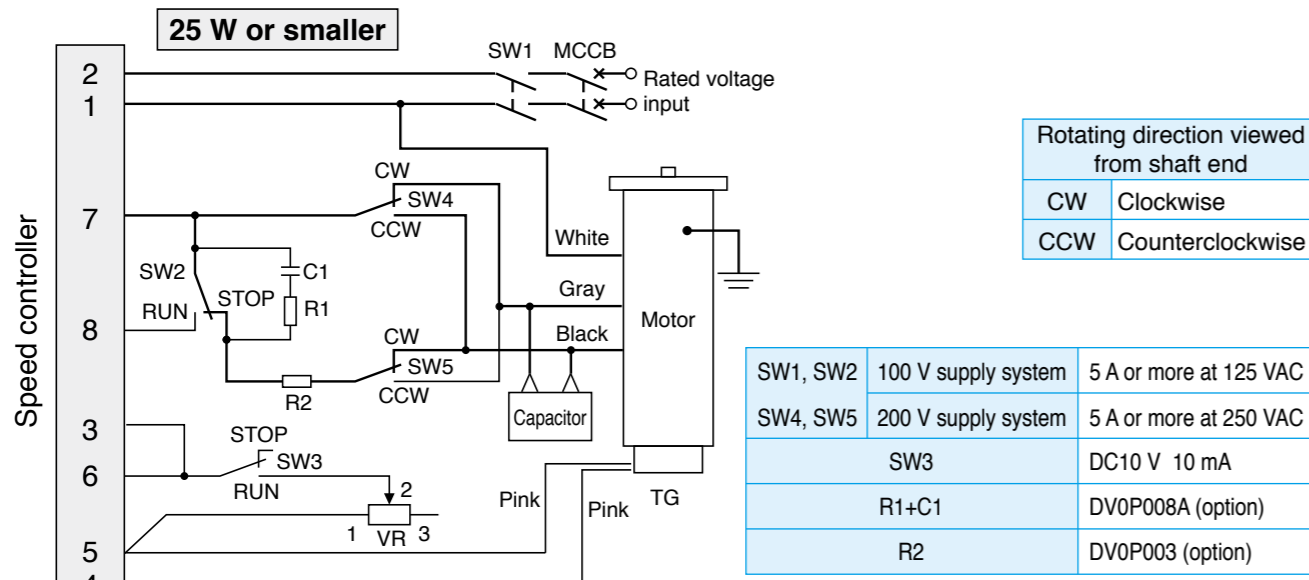 25 W or smaller
SW1 MCCB
2
Rated voltage
1
input
Rotating direction viewed
from shaft end
CW Clockwise
CCW Counterclockwise
CW
SW4
7
CCW
White
SW2
C1
STOP
R1
Gray
RUN
Motor
8
Black
CW
SW5
R2
CCW
Capacitor
Speed controller
SW1, SW2 100 V supply system 5 A or more at 125 VAC
SW4, SW5 200 V supply system 5 A or more at 250 VAC
SW3 DC10 V 10 mA
R1+C1 DV0P008A (option)
R2 DV0P003 (option)
3
STOP
SW3
6
RUN
2
Pink
Pink
TG
1 VR 3
5